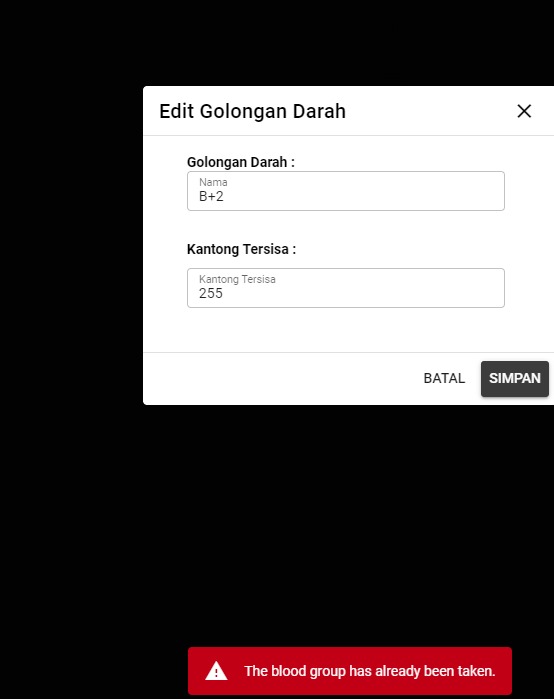 Edit Golongan Darah
Golongan Darah :
Nama
B+2
Kantong Tersisa :
Kantong Tersisa
255
BATAL SIMPAN
The blood group has already been taken.